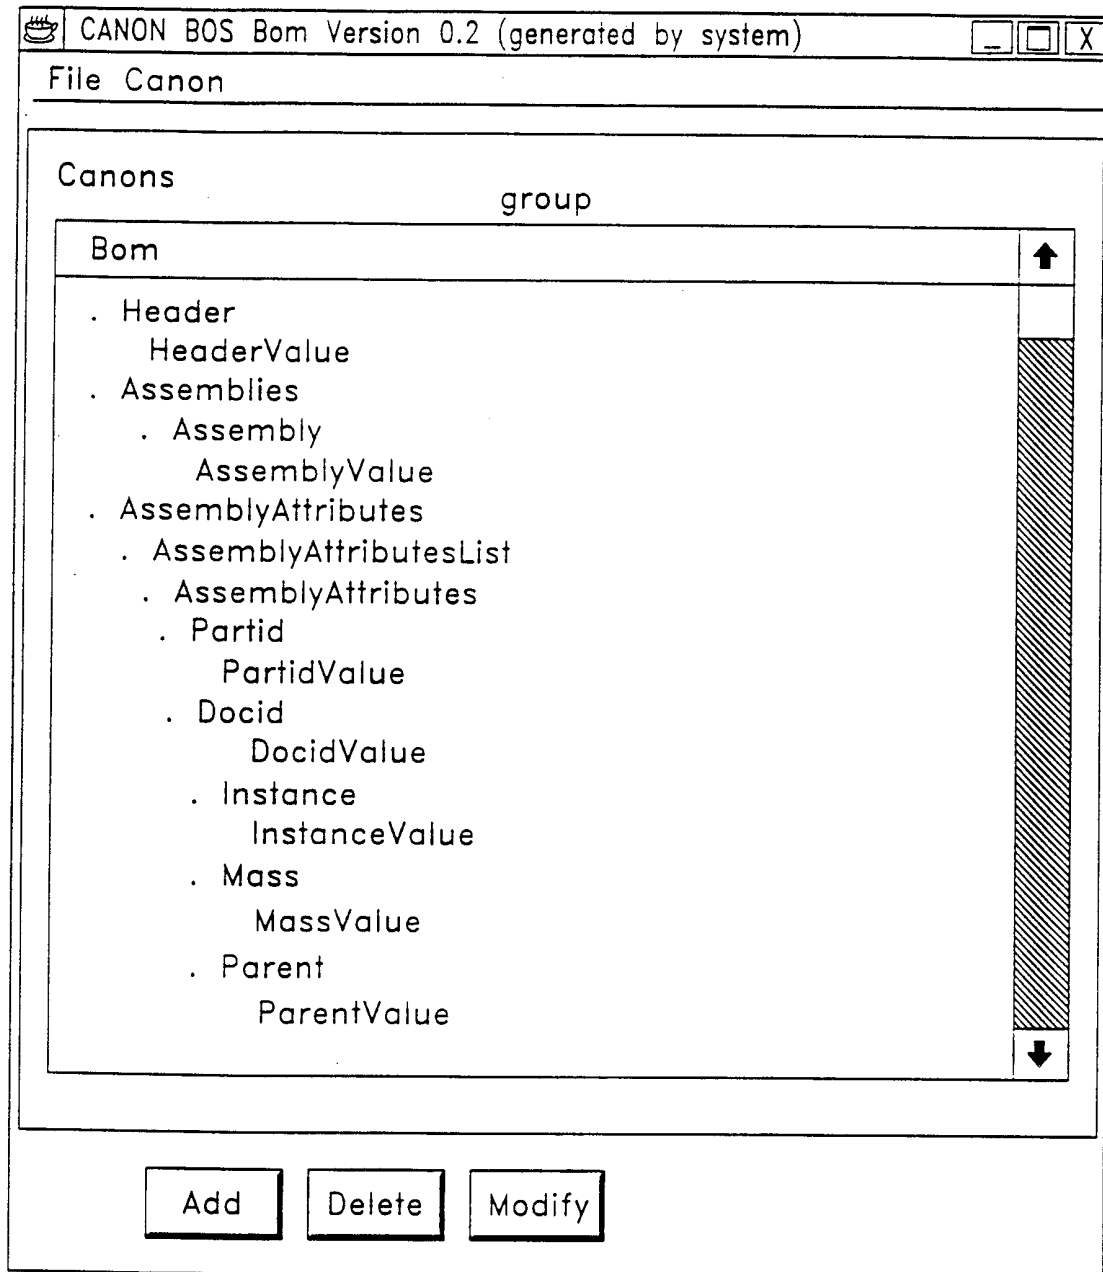 CANON BOS Bom Version 0.2 (generated by system) _ X
File Canon
Canons
group
Bom
. Header
HeaderValue
. Assemblies
. Assembly
AssemblyValue
. AssemblyAttributes
. AssemblyAttributesList
. AssemblyAttributes
. Partid
PartidValue
. Docid
DocidValue
. Instance
InstanceValue
. Mass
MassValue
. Parent
ParentValue
Add Delete Modify